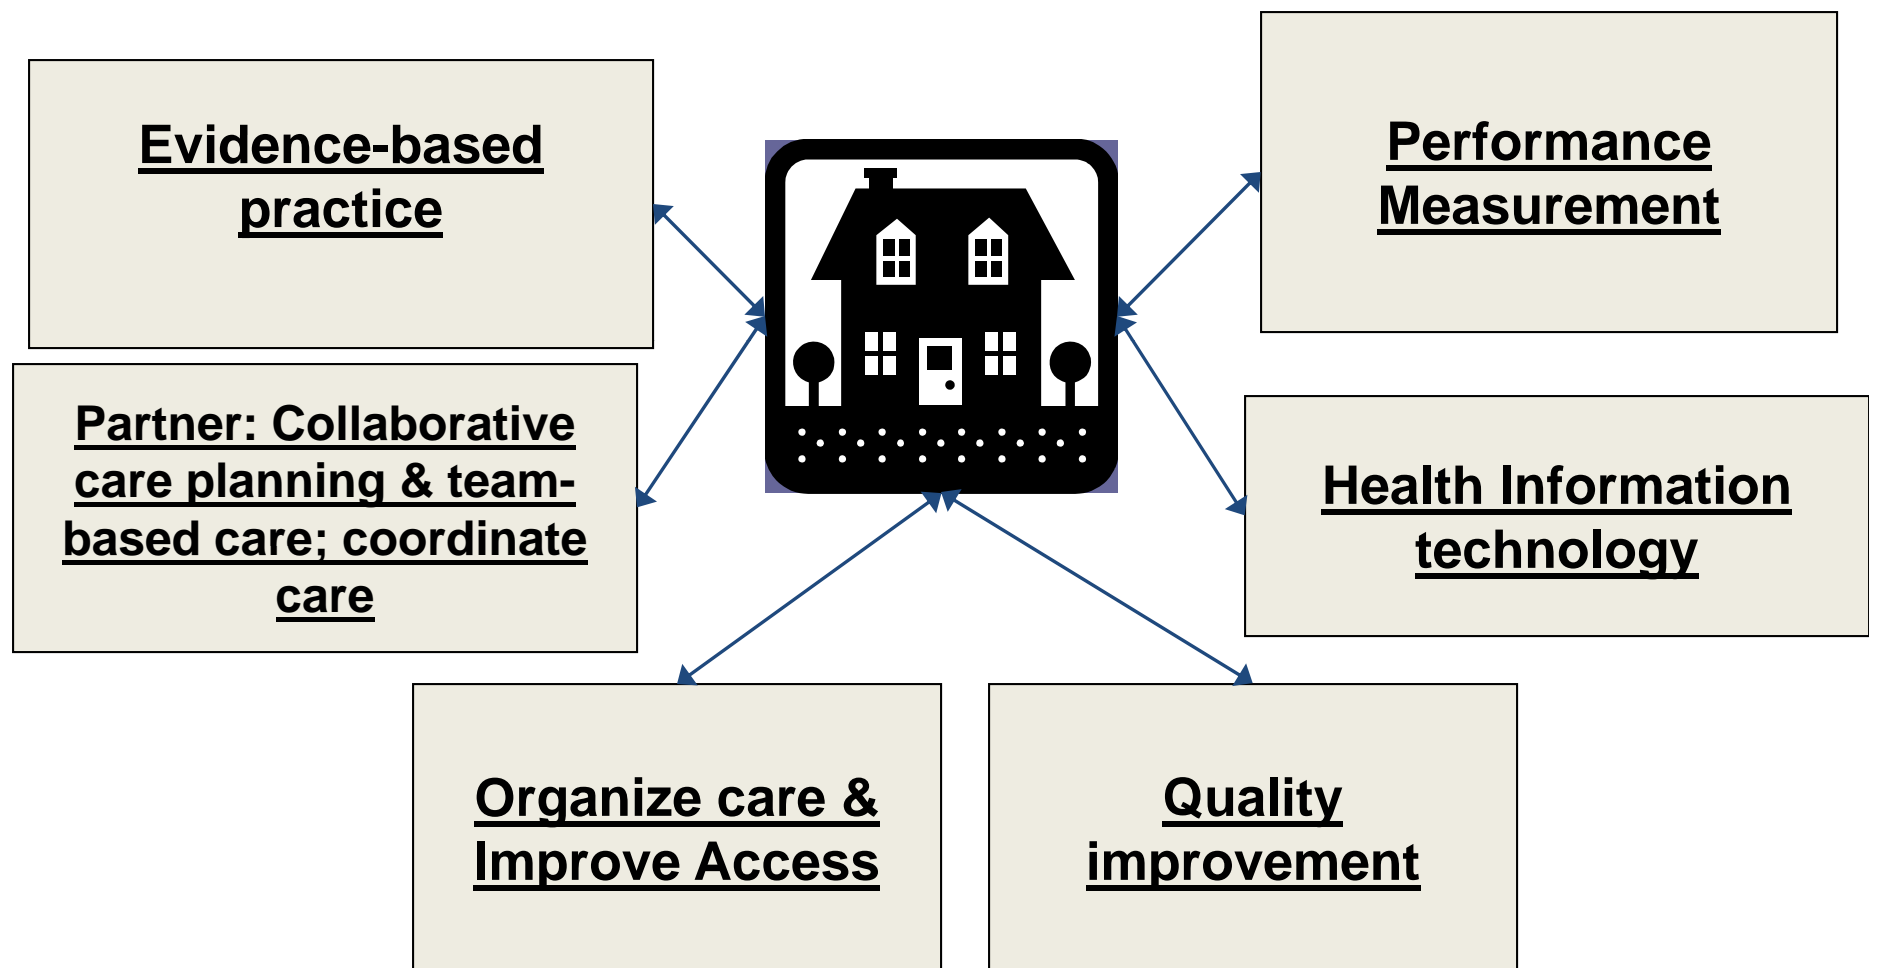 Evidence-based
practice
Performance
Measurement
Partner: Collaborative
care planning & team-
based care; coordinate
care
Health Information
technology
Organize care &
Improve Access
Quality
improvement